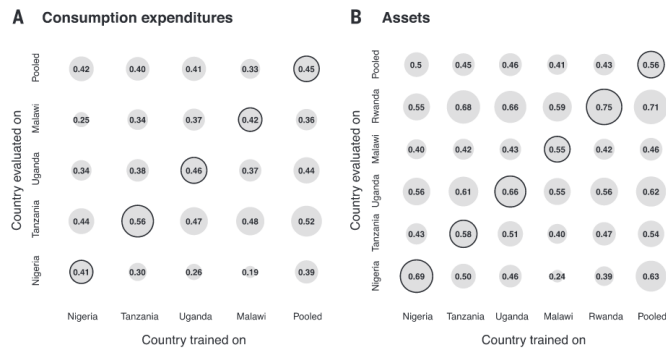 A Consumption expenditures
Country evaluated on
Pooled 0.42 0.40 0.41 0.33 0.45
Malawi 0.25 0.34 0.37 0.42 0.36
Uganda 0.34 0.38 0.46 0.37 0.44
Tanzania 0.44 0.56 0.47 0.48 0.52
Nigeria 0.41 0.30 0.26 0.19 0.39
Nigeria Tanzania Uganda Malawi Pooled
Country trained on
B Assets
Country evaluated on
Pooled 0.5 0.45 0.46 0.41 0.43 0.56
Rwanda 0.55 0.68 0.66 0.59 0.75 0.71
Malawi 0.40 0.42 0.43 0.55 0.42 0.46
Uganda 0.56 0.61 0.66 0.55 0.56 0.62
Tanzania 0.43 0.58 0.51 0.40 0.47 0.54
Nigeria 0.69 0.50 0.46 0.24 0.39 0.63
Nigeria Tanzania Uganda Malawi Rwanda Pooled
Country trained on